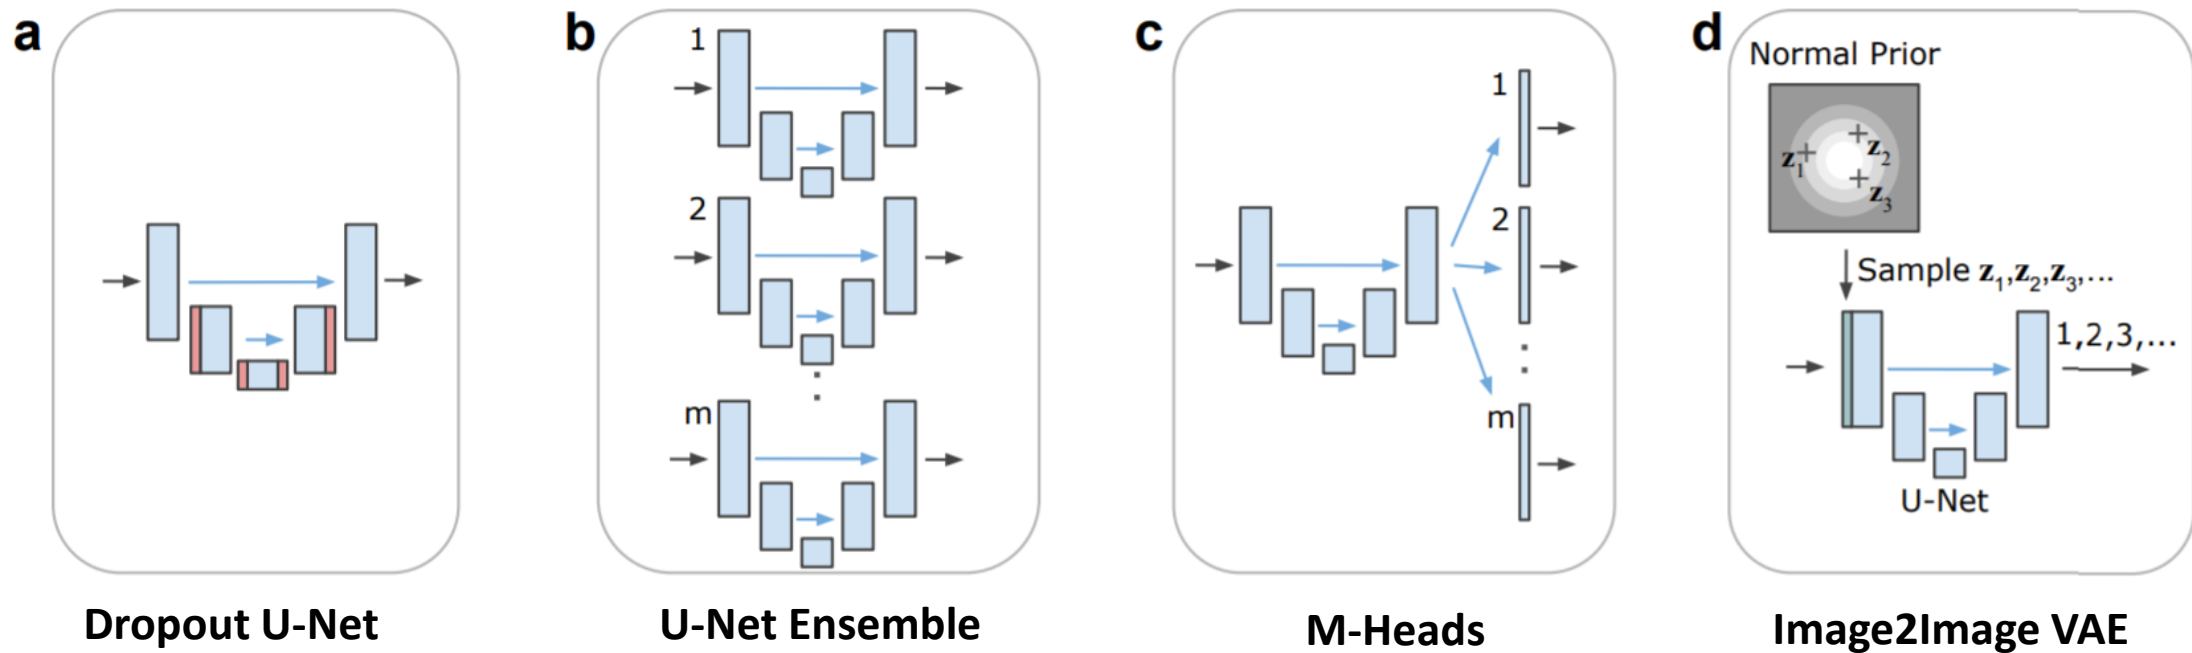 a
1
2
m
Dropout U-Net
b
U-Net Ensemble
c
1
2
m
M-Heads
d
Normal Prior
z1
z2
z3
Sample z1,z2,z3,...
1,2,3,...
U-Net
Image2Image VAE